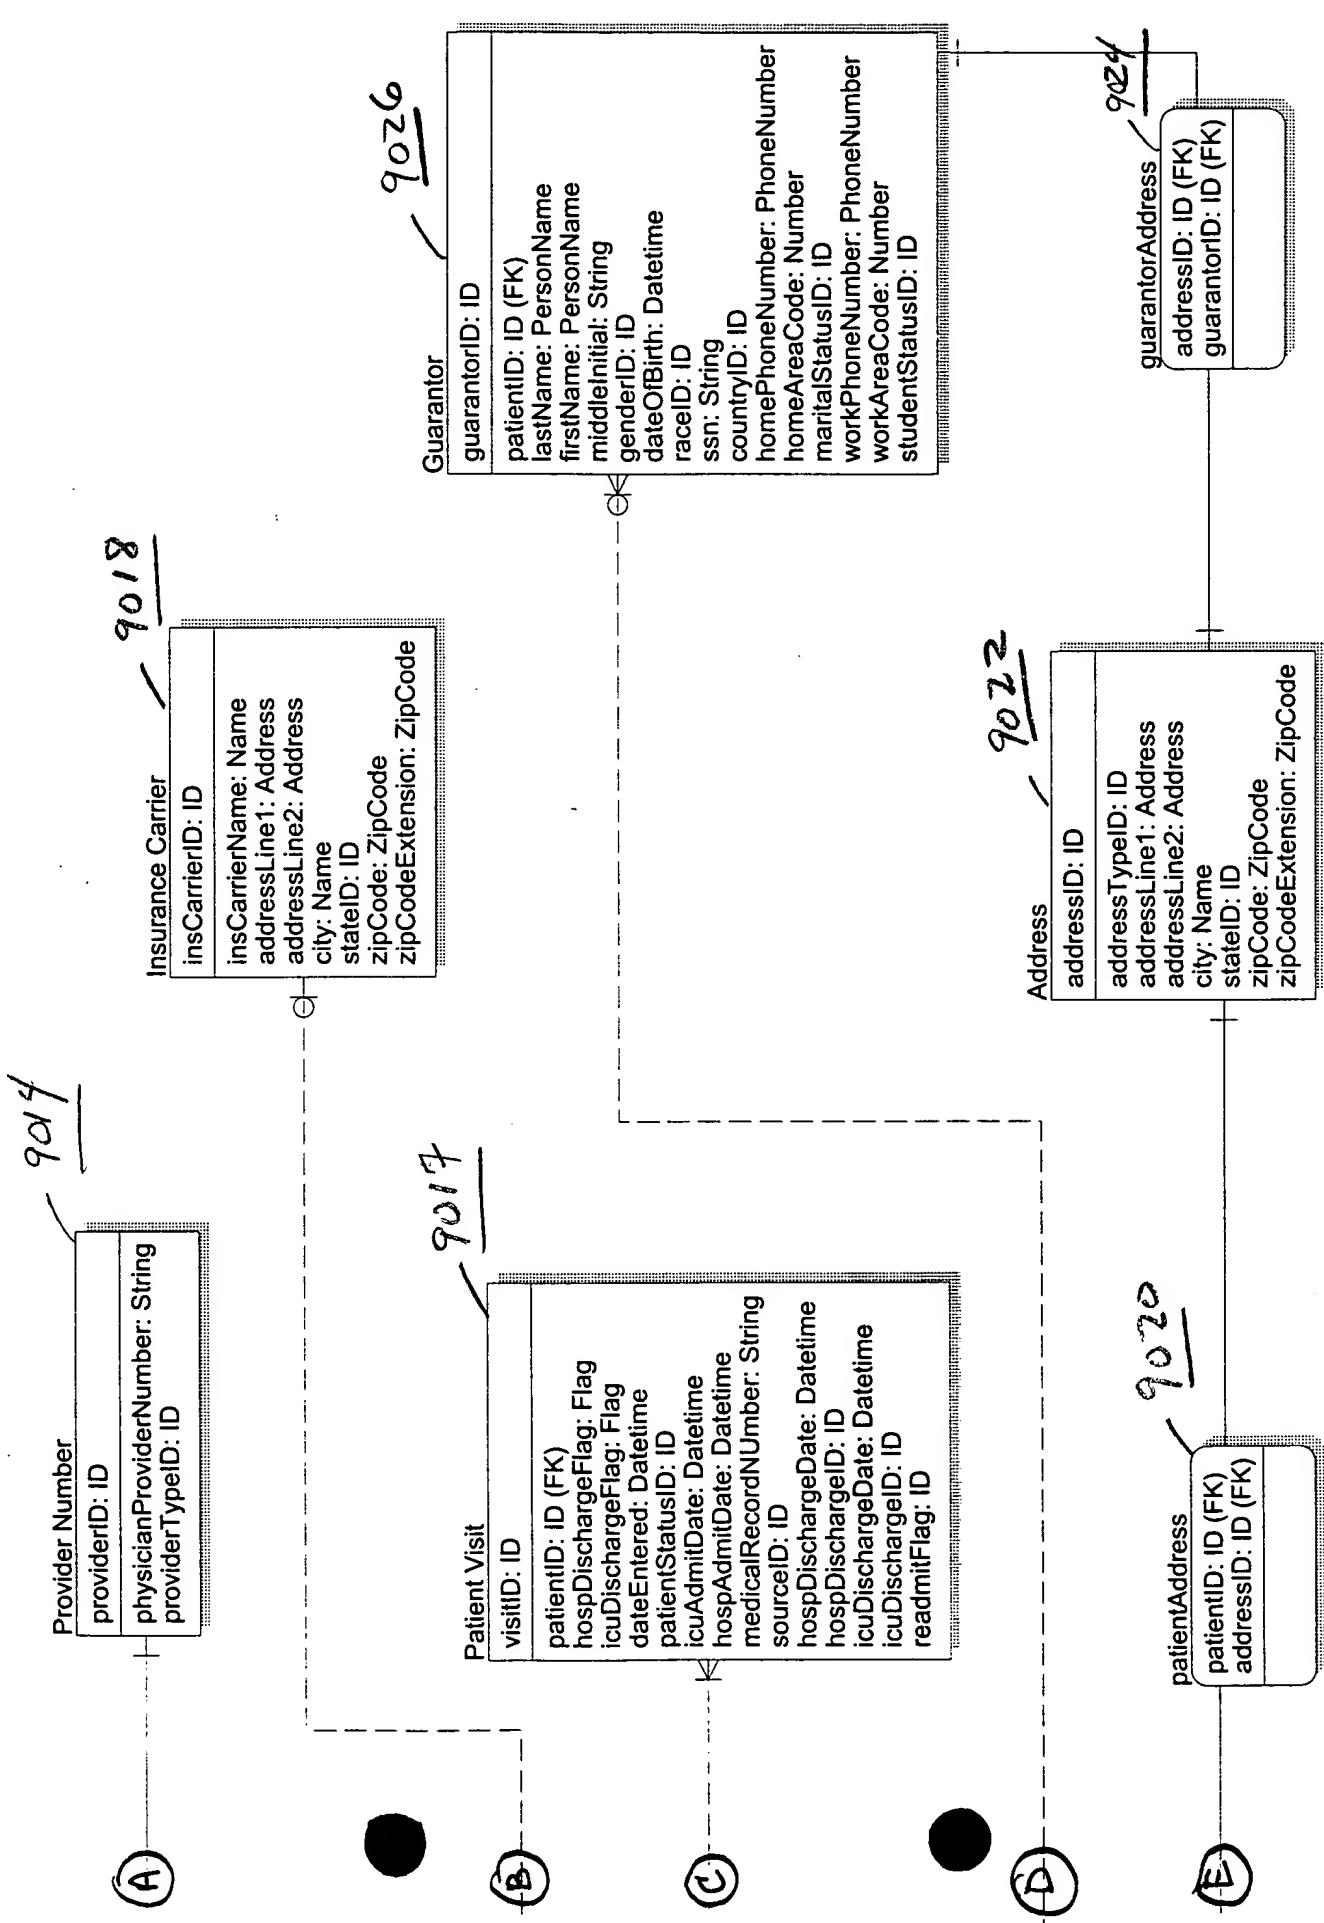 9014
Provider Number
providerID: ID
physicianProviderNumber: String
providerTypeID: ID
A
9018
Insurance Carrier
insCarrierID: ID
insCarrierName: Name
addressLine1: Address
addressLine2: Address
city: Name
stateID: ID
zipCode: ZipCode
zipCodeExtension: ZipCode
B
9026
Guarantor
guarantorID: ID
patientID: ID (FK)
lastName: PersonName
firstName: PersonName
middleInitial: String
genderID: ID
dateOfBirth: Datetime
raceID: ID
ssn: String
countryID: ID
homePhoneNumber: PhoneNumber
homeAreaCode: Number
maritalStatusID: ID
workPhoneNumber: PhoneNumber
workAreaCode: Number
studentStatusID: ID
9017
Patient Visit
visitID: ID
patientID: ID (FK)
hospDischargeFlag: Flag
icuDischargeFlag: Flag
dateEntered: Datetime
patientStatusID: ID
icuAdmitDate: Datetime
hospAdmitDate: Datetime
medicalRecordNUmber: String
sourceID: ID
hospDischargeDate: Datetime
hospDischargeID: ID
icuDischargeDate: Datetime
icuDischargeID: ID
readmitFlag: ID
C
D
9020
patientAddress
patientID: ID (FK)
addressID: ID (FK)
E
9022
Address
addressID: ID
addressTypeID: ID
addressLine1: Address
addressLine2: Address
city: Name
stateID: ID
zipCode: ZipCode
zipCodeExtension: ZipCode
9024
guarantorAddress
addressID: ID (FK)
guarantorID: ID (FK)